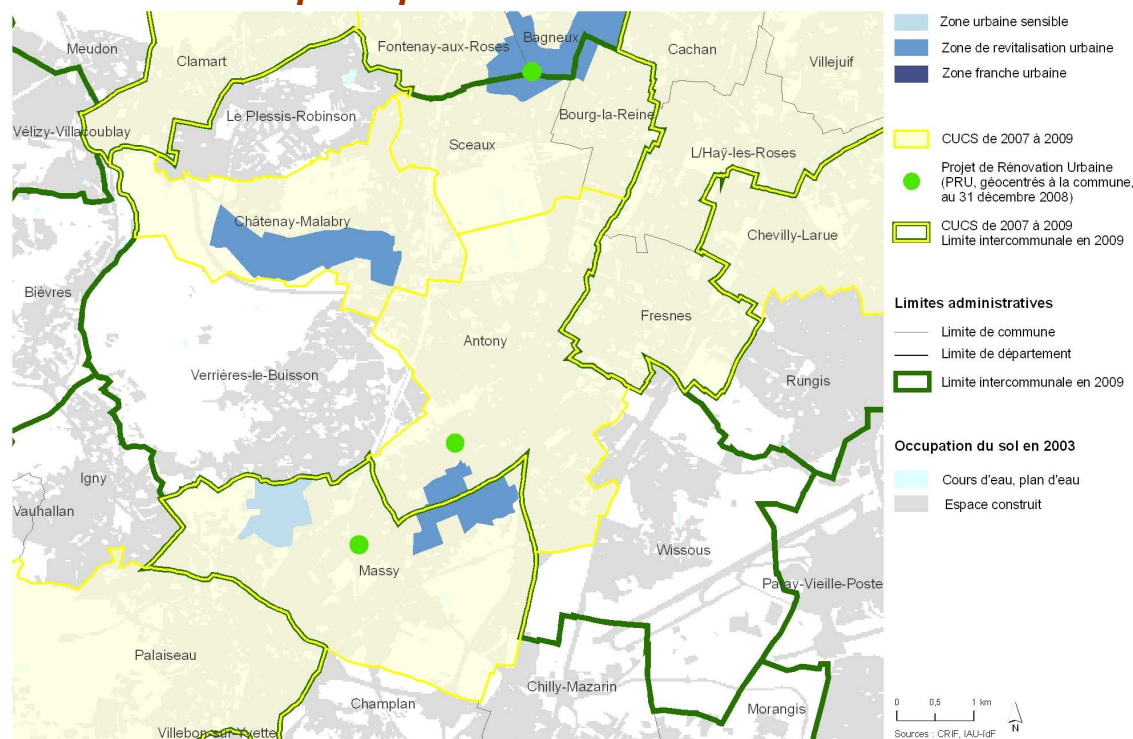 Meudon
Clamart
Fontenay-aux-Roses
Bagneux
Cachan
Villejuif
Vélizy-Villacoublay
Le Plessis-Robinson
Bourg-la-Reine
Sceaux
L'Haÿ-les-Roses
Châtenay-Malabry
Chevilly-Larue
Bièvres
Fresnes
Antony
Verrières-le-Buisson
Rungis
Igny
Vauhallan
Massy
Wissous
Paray-Vieille-Poste
Palaiseau
Champlan
Chilly-Mazarin
Morangis
Villebon-sur-Yvette
Zone urbaine sensible
Zone de revitalisation urbaine
Zone franche urbaine
CUCS de 2007 à 2009
Projet de Rénovation Urbaine
(PRU, géocentrés à la commune,
au 31 décembre 2008)
CUCS de 2007 à 2009
Limite intercommunale en 2009
Limites administratives
Limite de commune
Limite de département
Limite intercommunale en 2009
Occupation du sol en 2003
Cours d'eau, plan d'eau
Espace construit
0 0,5 1 km
N
Sources : CRIF, IAU-îdF